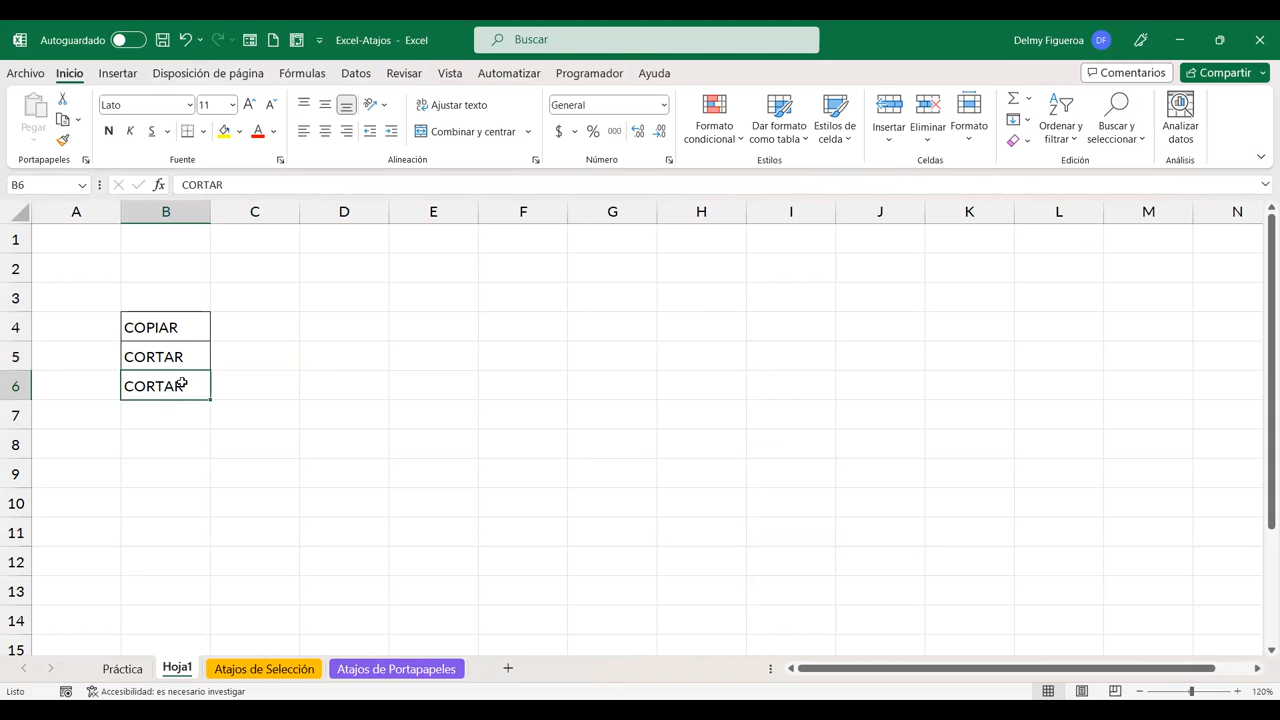 Autoguardado
Excel-Atajos - Excel
Buscar
Delmy Figueroa
DF
Archivo
Inicio
Insertar
Disposición de página
Fórmulas
Datos
Revisar
Vista
Automatizar
Programador
Ayuda
Comentarios
Compartir
Pegar
Portapapeles
Lato
11
N
K
S
Fuente
Ajustar texto
Combinar y centrar
Alineación
General
$
%
000
Número
Formato
condicional
Dar formato
como tabla
Estilos de
celda
Estilos
Insertar
Eliminar
Formato
Celdas
Ordenar y
filtrar
Buscar y
seleccionar
Edición
Analizar
datos
Análisis
B6
fx
CORTAR
A B C D E F G H I J K L M N
1
2
3
4 COPIAR
5 CORTAR
6 CORTAR
7
8
9
10
11
12
13
14
15
Práctica
Hoja1
Atajos de Selección
Atajos de Portapapeles
Listo
Accesibilidad: es necesario investigar
120%